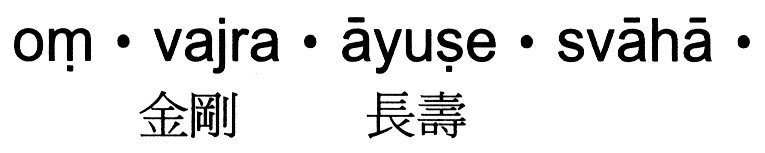 oṃ • vajra • āyuṣe • svāhā •
金剛 長壽